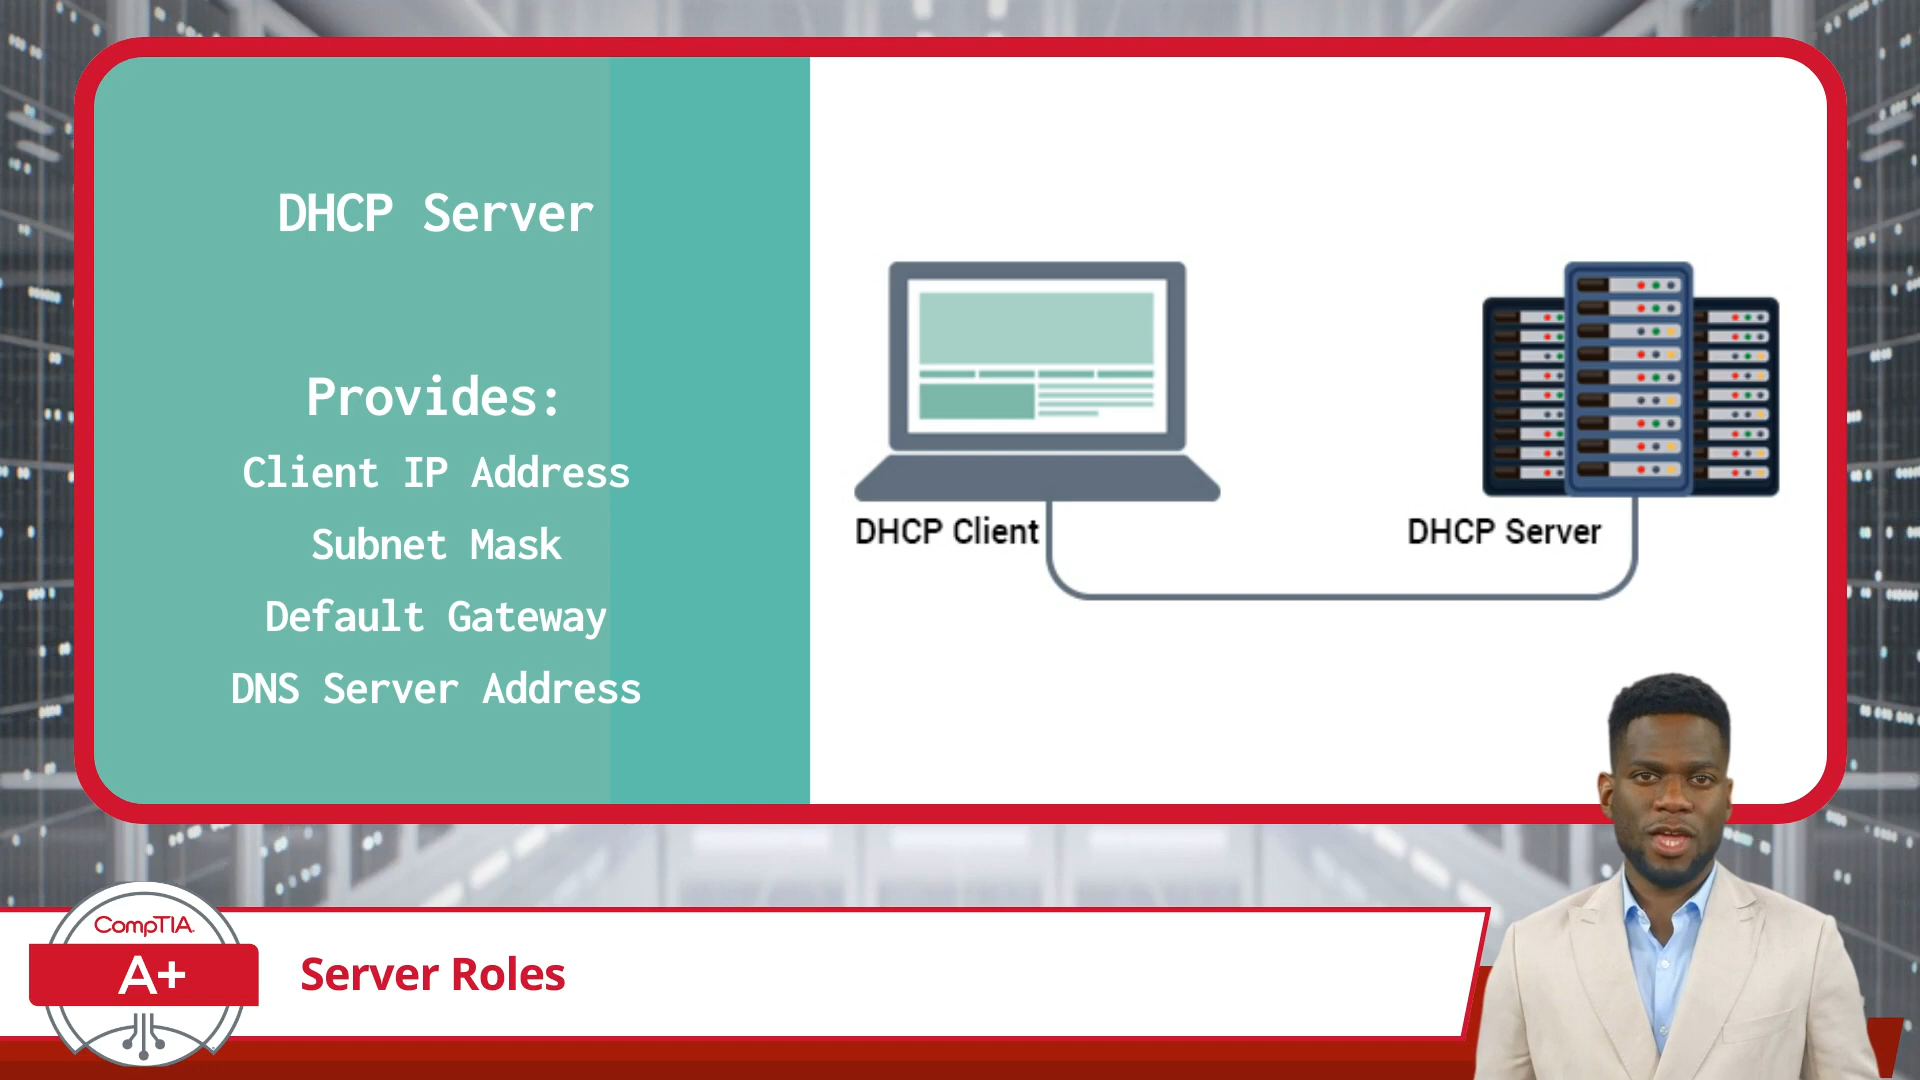 DHCP Server
Provides:
Client IP Address
Subnet Mask
Default Gateway
DNS Server Address
DHCP Client
DHCP Server
CompTIA
A+
Server Roles